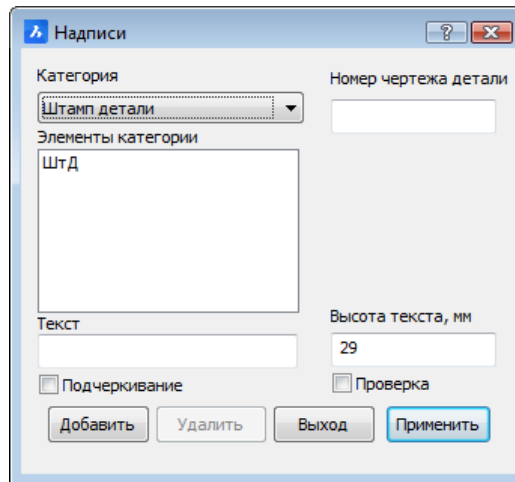 Надписи
Категория
Номер чертежа детали
Штамп детали
Элементы категории
ШтД
Текст
Высота текста, мм
29
Подчеркивание
Проверка
Добавить
Удалить
Выход
Применить